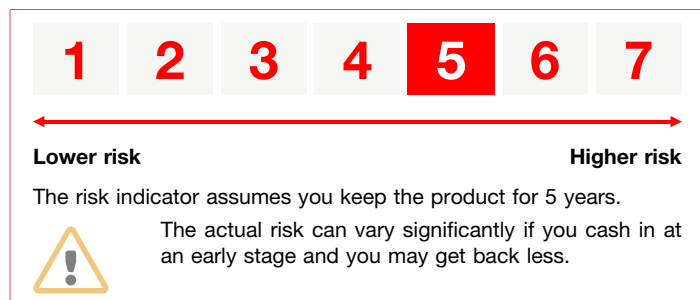 1 2 3 4 5 6 7
Lower risk Higher risk
The risk indicator assumes you keep the product for 5 years.
The actual risk can vary significantly if you cash in at
an early stage and you may get back less.